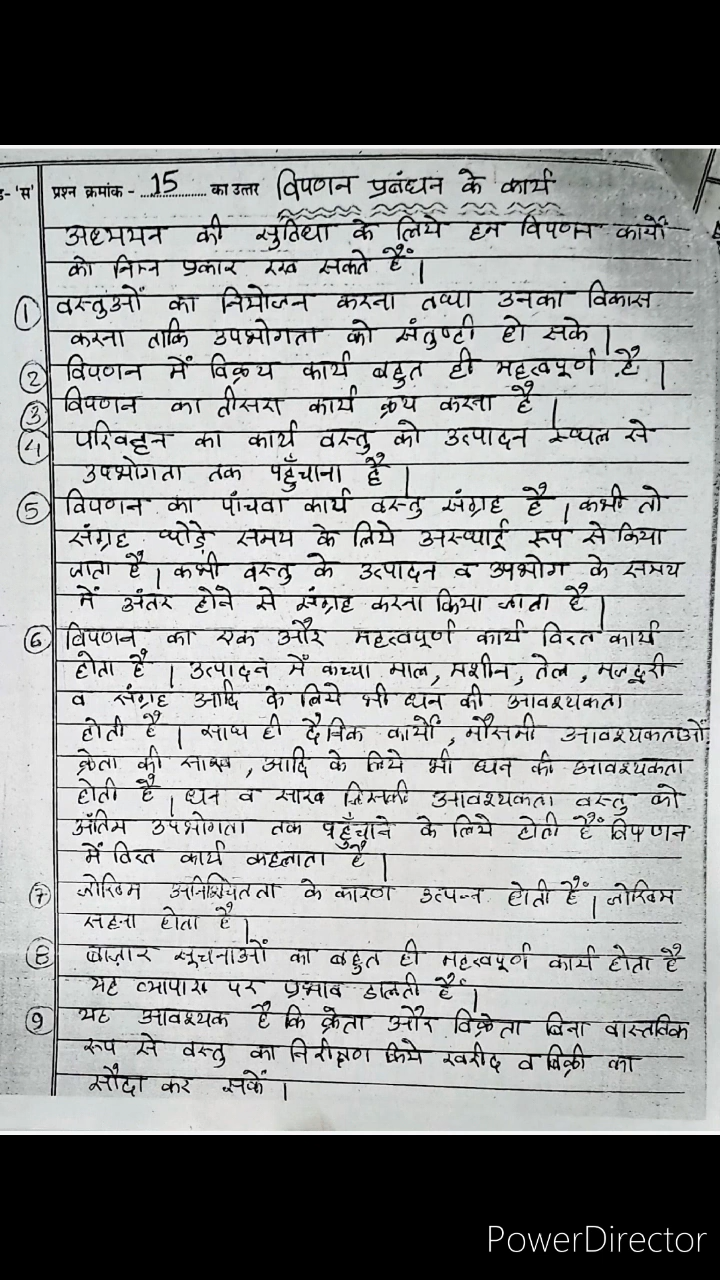 ड- 'स' प्रश्न क्रमांक - 15 का उत्तर विपणन प्रबंधन के कार्य
अध्ययन की सुविधा के लिये हम विपणन कार्यों
को निम्न प्रकार रख सकते हैं।
① वस्तुओं का नियोजन करना तथा उनका विकास
करना ताकि उपभोगता को संतुष्टी हो सके।
② विपणन में विक्रय कार्य बहुत ही महत्वपूर्ण है।
③ विपणन का तीसरा कार्य क्रय करना है।
④ परिवहन का कार्य वस्तु को उत्पादन स्थल से
उपभोगता तक पहुँचाना है।
⑤ विपणन का पांचवा कार्य वस्तु संग्रह है। कभी तो
संग्रह थोड़े समय के लिये अस्थाई रूप से किया
जाता है। कभी वस्तु के उत्पादन व उपभोग के समय
में अंतर होने से संग्रह करना किया जाता है।
⑥ विपणन का एक और महत्वपूर्ण कार्य वित्त कार्य
होता है। उत्पादन में कच्चा माल, मशीन, तेल, मजदूरी
व संग्रह आदि के लिये भी धन की आवश्यकता
होती है। साथ ही दैनिक कार्यों, मौसमी आवश्यकताओं
क्रेता की साख, आदि के लिये भी धन की आवश्यकता
होती है। धन व साख जिसकी आवश्यकता वस्तु को
अंतिम उपभोगता तक पहुँचाने के लिये होती हैं विपणन
में वित्त कार्य कहलाता है।
⑦ जोखिम अनिश्चितता के कारण उत्पन्न होती हैं। जोखिम
सहना होता है।
⑧ बाज़ार सूचनाओं का बहुत ही महत्वपूर्ण कार्य होता है
यह व्यापार पर प्रभाव डालती हैं।
⑨ यह आवश्यक है कि क्रेता और विक्रेता बिना वास्तविक
रूप से वस्तु का निरीक्षण किये खरीद व बिक्री का
सौदा कर सकें।
PowerDirector